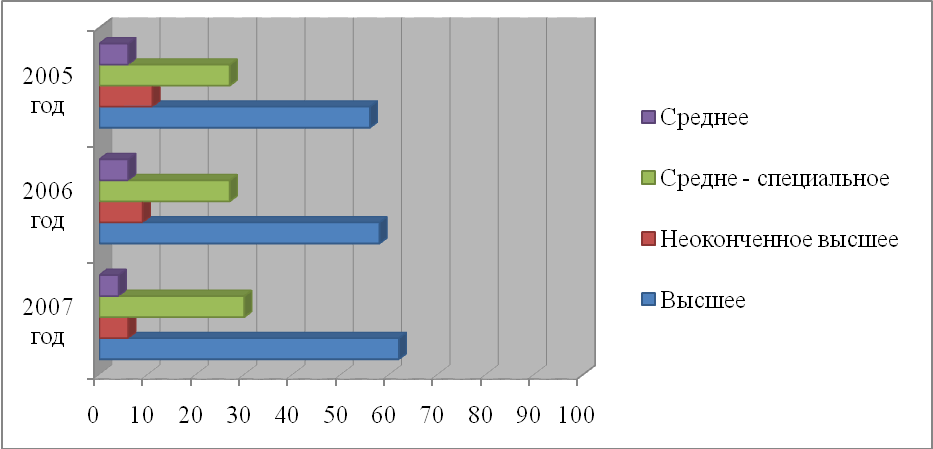 2005
год
2006
год
2007
год
0 10 20 30 40 50 60 70 80 90 100
Среднее
Средне - специальное
Неоконченное высшее
Высшее